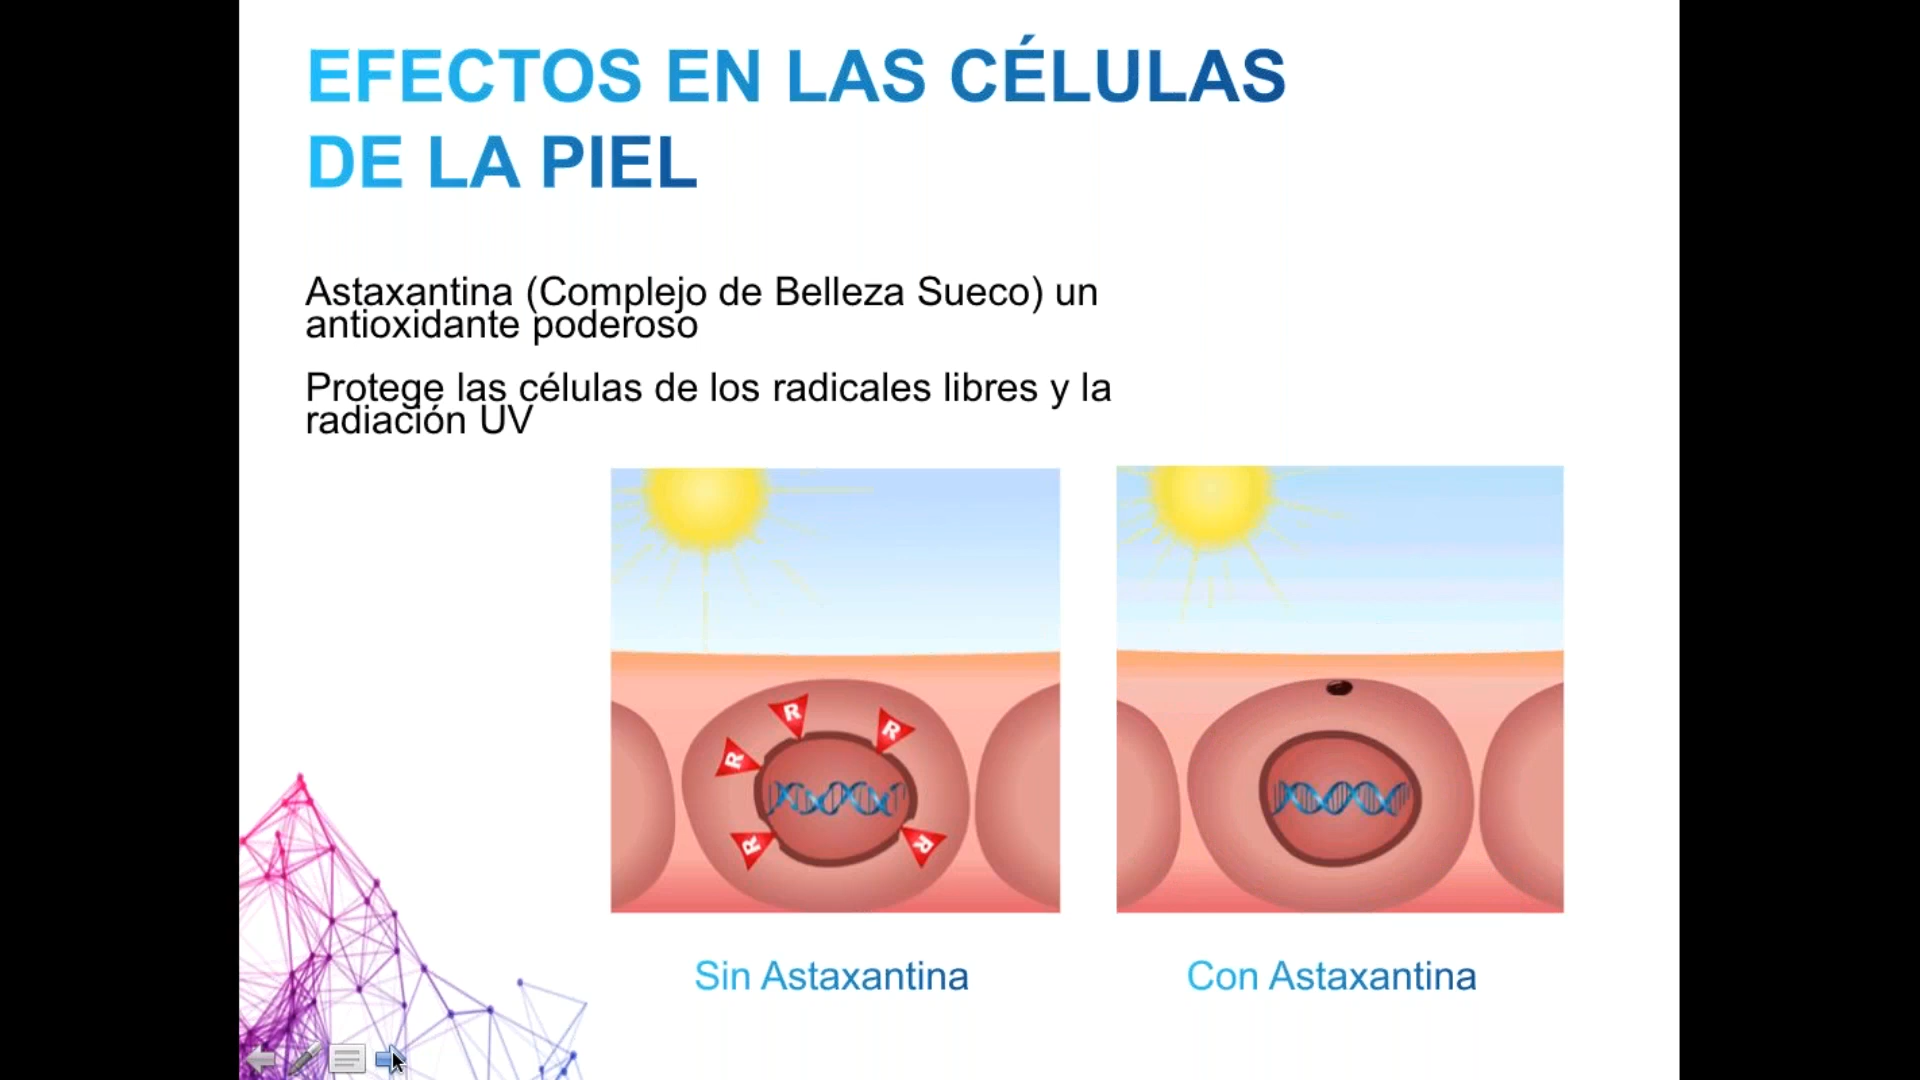 EFECTOS EN LAS CÉLULAS
DE LA PIEL
Astaxantina (Complejo de Belleza Sueco) un
antioxidante poderoso
Protege las células de los radicales libres y la
radiación UV
R
R
R
R
R
Sin Astaxantina
Con Astaxantina